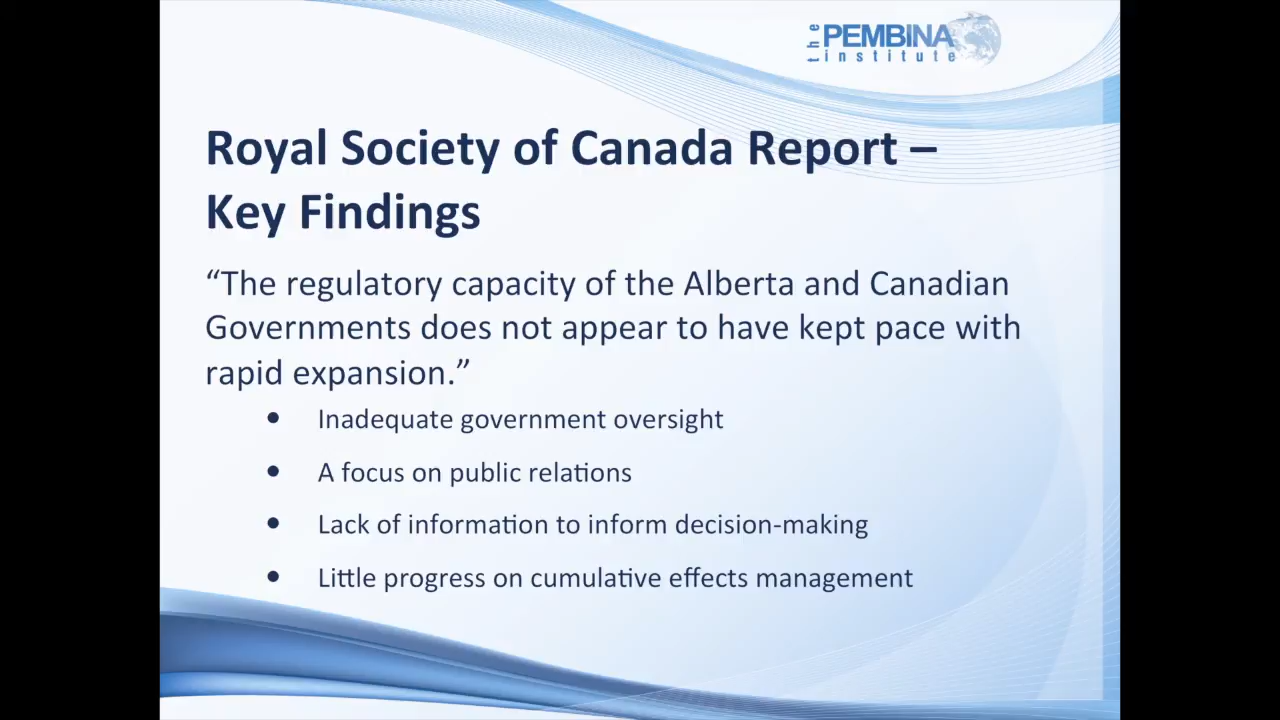 the PEMBINA
institute
Royal Society of Canada Report –
Key Findings
“The regulatory capacity of the Alberta and Canadian
Governments does not appear to have kept pace with
rapid expansion.”
• Inadequate government oversight
• A focus on public relations
• Lack of information to inform decision-making
• Little progress on cumulative effects management